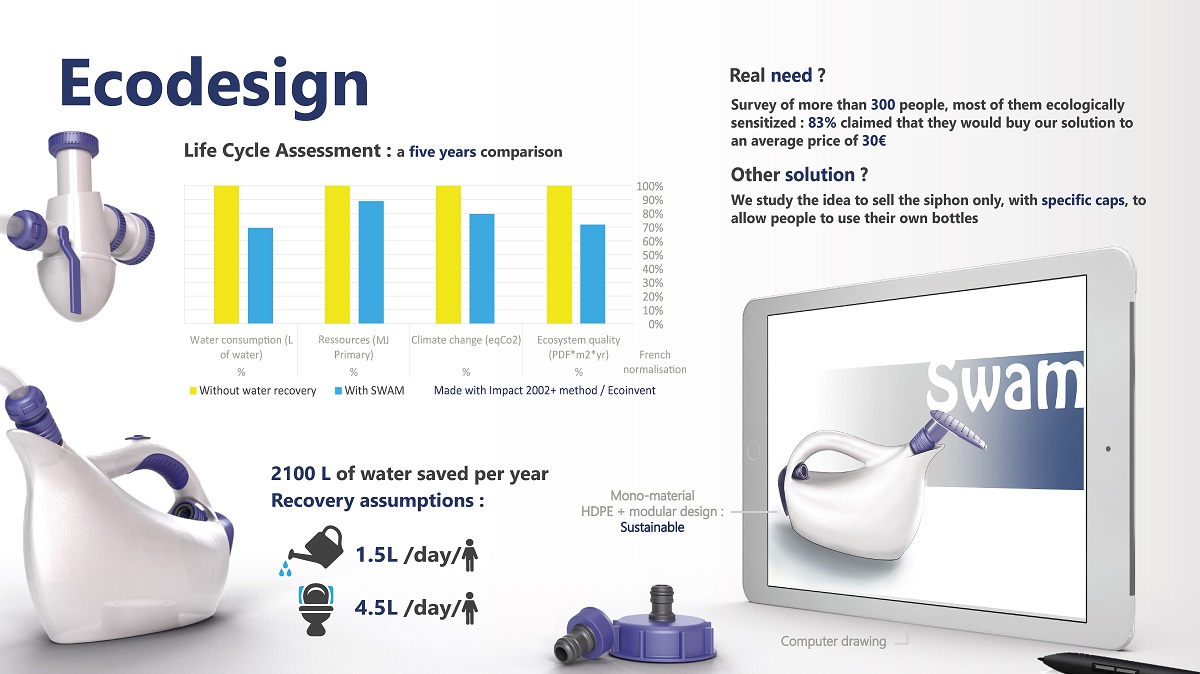 Ecodesign
Life Cycle Assessment : a five years comparison
100%
90%
80%
70%
60%
50%
40%
30%
20%
10%
0%
Water consumption (L
of water)
%
Ressources (MJ
Primary)
%
Climate change (eqCo2)
%
Ecosystem quality
(PDF*m2*yr)
%
French
normalisation
Without water recovery
With SWAM
Made with Impact 2002+ method / Ecoinvent
2100 L of water saved per year
Recovery assumptions :
1.5L /day/
4.5L /day/
Real need ?
Survey of more than 300 people, most of them ecologically
sensitized : 83% claimed that they would buy our solution to
an average price of 30€
Other solution ?
We study the idea to sell the siphon only, with specific caps, to
allow people to use their own bottles
Swam
Mono-material
HDPE + modular design :
Sustainable
Computer drawing